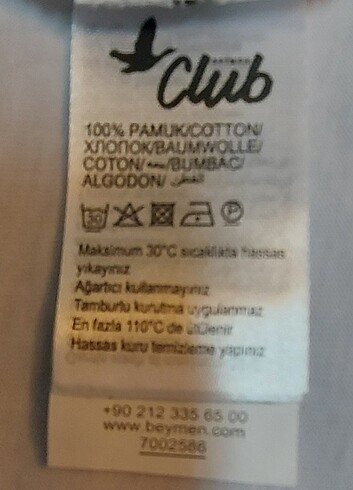 BEYMEN
Club
100% PAMUK/COTTON/
ХЛОПОК/BAUMWOLLE/
COTON/ /BUMBAC/
ALGODON/ القطن
30 P
Maksimum 30°C sıcaklıkta hassas
yıkayınız
Ağartıcı kullanmayınız
Tamburlu kurutma uygulanmaz
En fazla 110°C de ütülenir
Hassas kuru temizleme yapınız
+90 212 335 65 00
www.beymen.com
7002586